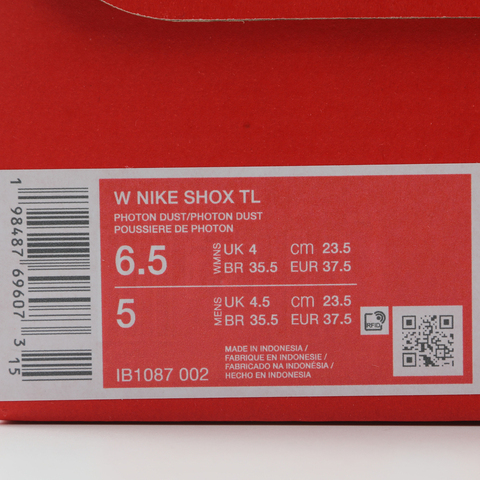 W NIKE SHOX TL
PHOTON DUST/PHOTON DUST
POUSSIERE DE PHOTON
6.5 WMNS UK 4 cm 23.5
BR 35.5 EUR 37.5
5 MENS UK 4.5 cm 23.5
BR 35.5 EUR 37.5
RFID
MADE IN INDONESIA /
FABRIQUE EN INDONESIE /
FABRICADO NA INDONÉSIA /
HECHO EN INDONESIA
IB1087 002
1 98487 69607 3 15